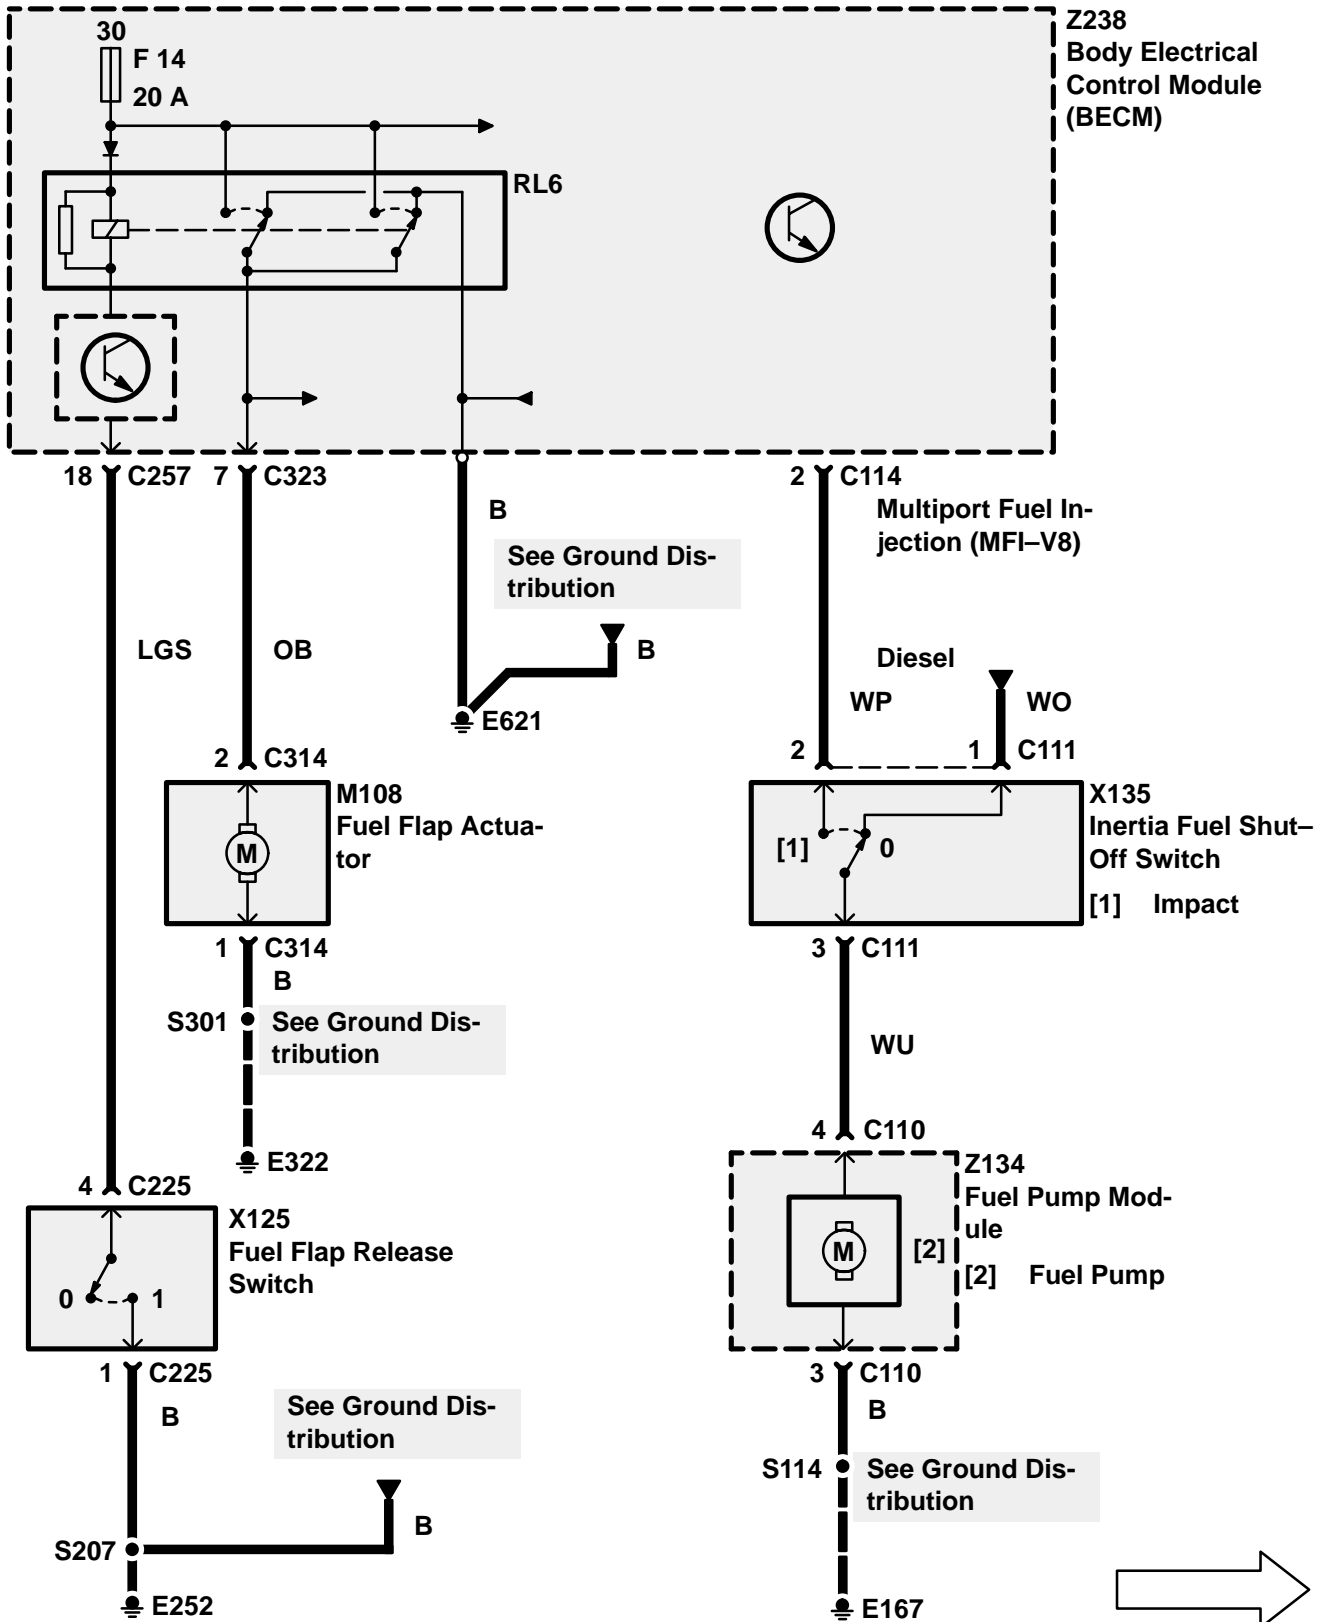 30
F 14
20 A
Z238
Body Electrical
Control Module
(BECM)
RL6
18 C257 7 C323
2 C114
B
Multiport Fuel In-
jection (MFI–V8)
See Ground Dis-
tribution
LGS
OB
B
Diesel
WP
WO
E621
2 C314
2
1 C111
M108
Fuel Flap Actua-
tor
M
X135
Inertia Fuel Shut–
Off Switch
[1] Impact
[1]
0
1 C314
B
3 C111
S301
See Ground Dis-
tribution
WU
E322
4 C110
4 C225
Z134
Fuel Pump Mod-
ule
[2] Fuel Pump
M
[2]
X125
Fuel Flap Release
Switch
0
1
1 C225
B
3 C110
B
See Ground Dis-
tribution
B
S114
See Ground Dis-
tribution
S207
E252
E167